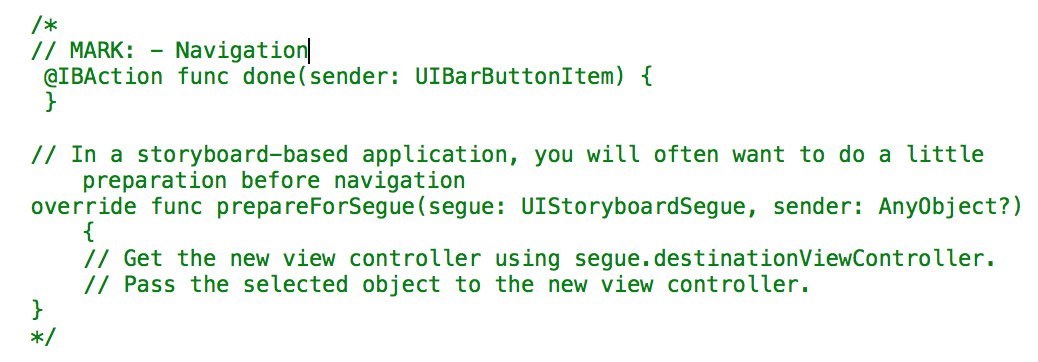 /*
// MARK: - Navigation
@IBAction func done(sender: UIBarButtonItem) {
}
// In a storyboard-based application, you will often want to do a little
preparation before navigation
override func prepareForSegue(segue: UIStoryboardSegue, sender: AnyObject?)
{
// Get the new view controller using segue.destinationViewController.
// Pass the selected object to the new view controller.
}
*/